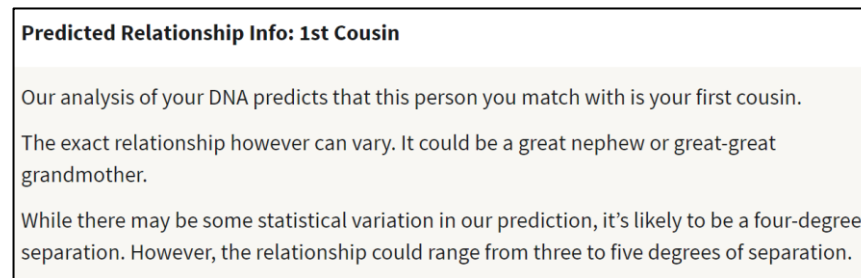 Predicted Relationship Info: 1st Cousin
Our analysis of your DNA predicts that this person you match with is your first cousin.
The exact relationship however can vary. It could be a great nephew or great-great
grandmother.
While there may be some statistical variation in our prediction, it’s likely to be a four-degree
separation. However, the relationship could range from three to five degrees of separation.